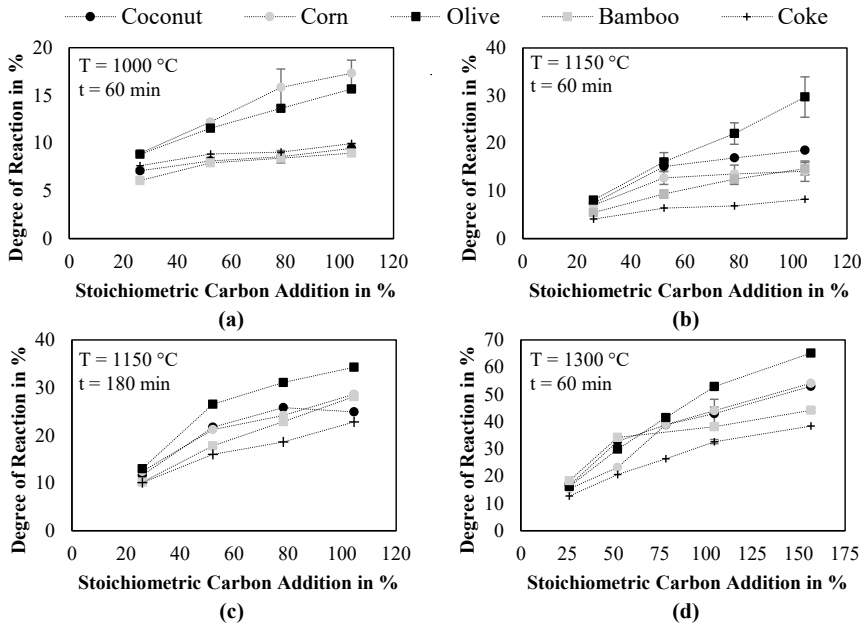 Coconut Corn Olive Bamboo Coke
(a)
T = 1000 °C
t = 60 min
Degree of Reaction in %
20
15
10
5
0
0 20 40 60 80 100 120
Stoichiometric Carbon Addition in %
(b)
T = 1150 °C
t = 60 min
Degree of Reaction in %
40
30
20
10
0
0 25 50 75 100 125
Stoichiometric Carbon Addition in %
T = 1150 °C
t = 180 min
Degree of Reaction in %
40
30
20
10
0
0 20 40 60 80 100 120
Stoichiometric Carbon Addition in %
(c)
T = 1300 °C
t = 60 min
Degree of Reaction in %
70
60
50
40
30
20
10
0
0 25 50 75 100 125 150 175
Stoichiometric Carbon Addition in %
(d)